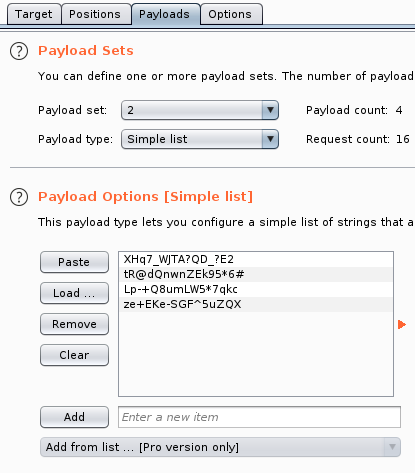 Target Positions Payloads Options
? Payload Sets
You can define one or more payload sets. The number of payload
Payload set: 2 Payload count: 4
Payload type: Simple list Request count: 16
? Payload Options [Simple list]
This payload type lets you configure a simple list of strings that a
Paste
Load ...
Remove
Clear
XHq7_WJTA?QD_?E2
tR@dQnwnZEk95*6#
Lp-+Q8umLW5*7qkc
ze+EKe-SGF^5uZQX
Add Enter a new item
Add from list ... [Pro version only]